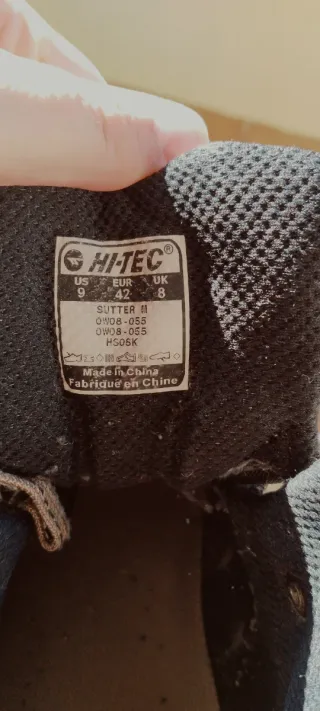 HI-TEC®
US EUR UK
9 42 8
SUTTER II
OW08-055
OW08-055
HS05K
Made in China
Fabriqué en Chine